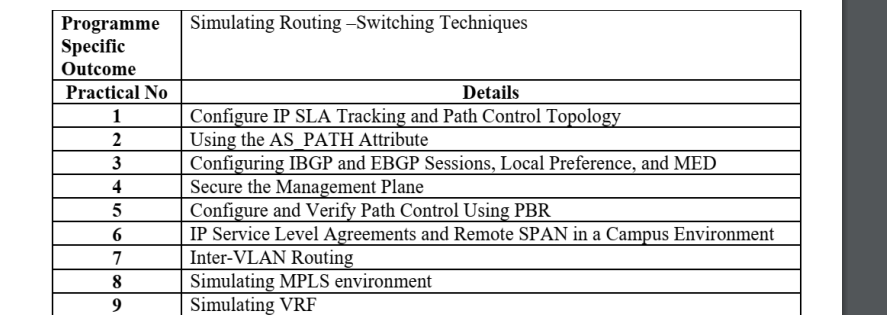 Programme Specific Outcome
Simulating Routing –Switching Techniques
Practical No Details
1 Configure IP SLA Tracking and Path Control Topology
2 Using the AS_PATH Attribute
3 Configuring IBGP and EBGP Sessions, Local Preference, and MED
4 Secure the Management Plane
5 Configure and Verify Path Control Using PBR
6 IP Service Level Agreements and Remote SPAN in a Campus Environment
7 Inter-VLAN Routing
8 Simulating MPLS environment
9 Simulating VRF